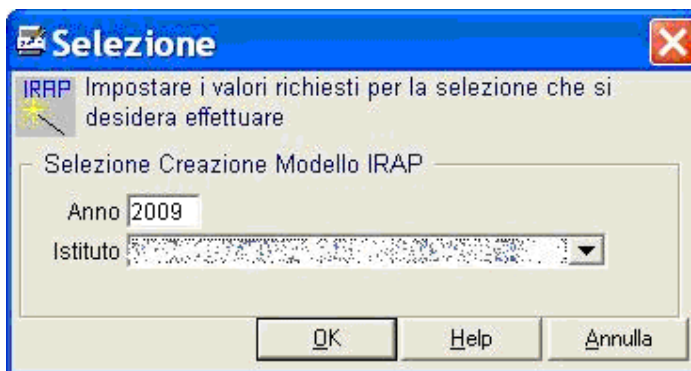 Selezione
IRAP Impostare i valori richiesti per la selezione che si
desidera effettuare
Selezione Creazione Modello IRAP
Anno 2009
Istituto
OK Help Annulla